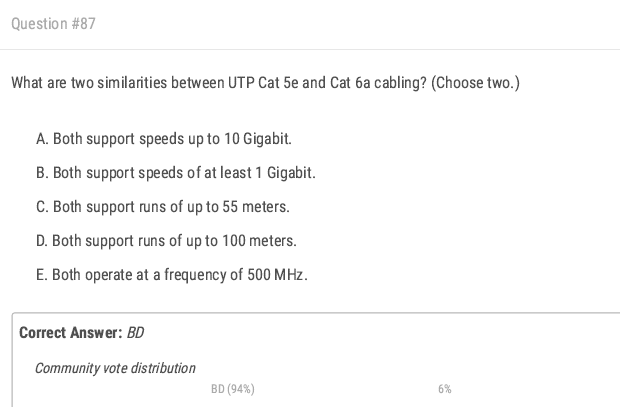 Question #87
What are two similarities between UTP Cat 5e and Cat 6a cabling? (Choose two.)
A. Both support speeds up to 10 Gigabit.
B. Both support speeds of at least 1 Gigabit.
C. Both support runs of up to 55 meters.
D. Both support runs of up to 100 meters.
E. Both operate at a frequency of 500 MHz.
Correct Answer: BD
Community vote distribution
BD (94%) 6%